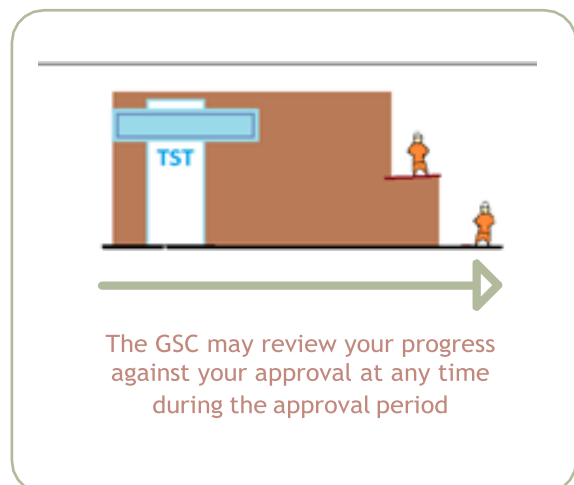 TST
The GSC may review your progress
against your approval at any time
during the approval period